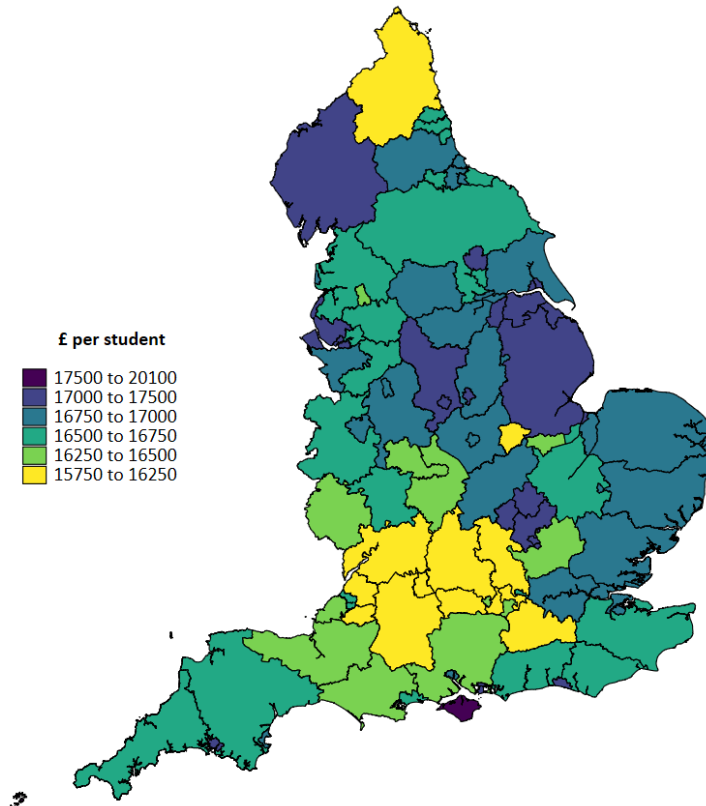 £ per student
17500 to 20100
17000 to 17500
16750 to 17000
16500 to 16750
16250 to 16500
15750 to 16250